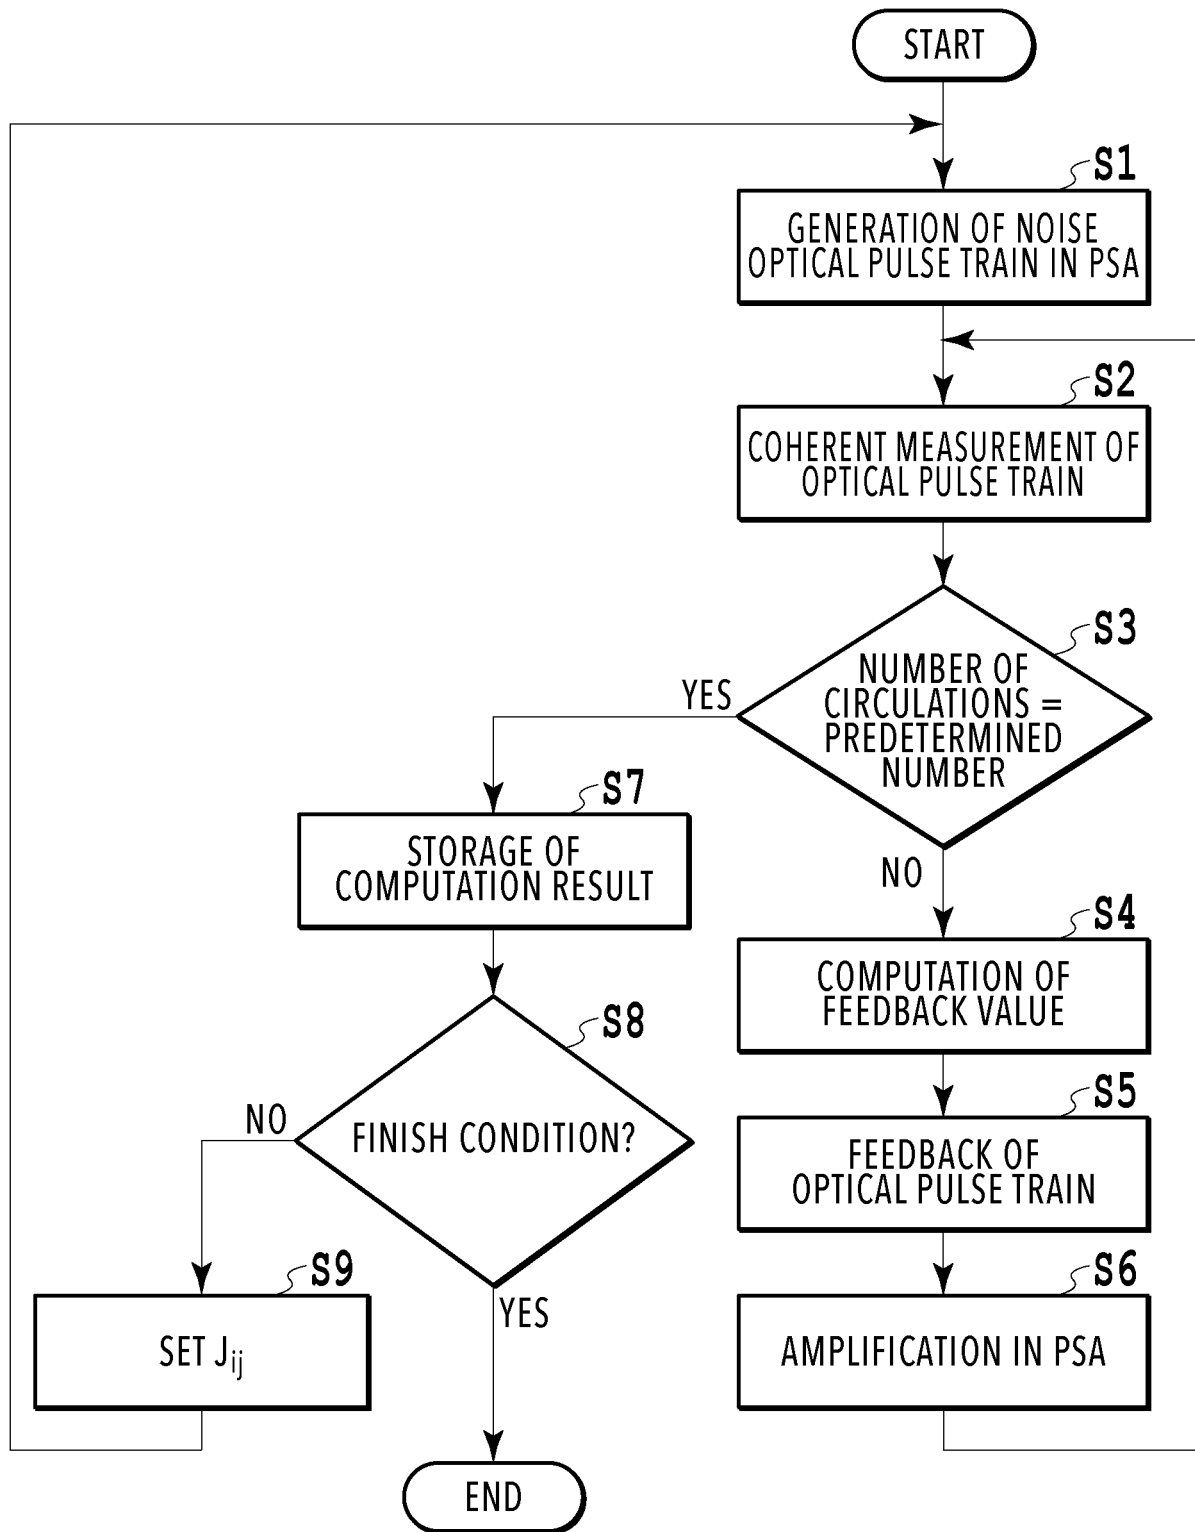 START
S1
GENERATION OF NOISE
OPTICAL PULSE TRAIN IN PSA
S2
COHERENT MEASUREMENT OF
OPTICAL PULSE TRAIN
S3
NUMBER OF
CIRCULATIONS =
PREDETERMINED
NUMBER
YES
NO
S7
STORAGE OF
COMPUTATION RESULT
S4
COMPUTATION OF
FEEDBACK VALUE
S8
FINISH CONDITION?
NO
YES
S5
FEEDBACK OF
OPTICAL PULSE TRAIN
S9
SET Jij
S6
AMPLIFICATION IN PSA
END